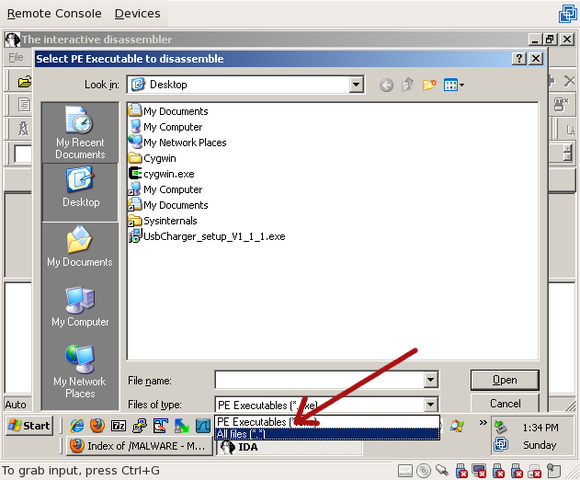 Remote Console Devices
The interactive disassembler
File
Select PE Executable to disassemble
Look in: Desktop
My Recent
Documents
Desktop
My Documents
My Computer
My Network
Places
My Documents
My Computer
My Network Places
Cygwin
cygwin.exe
My Computer
My Documents
Sysinternals
UsbCharger_setup_V1_1_1.exe
File name:
Open
Files of type: PE Executables (*.exe)
Cancel
PE Executables
All files (*.*)
Auto
Start
1:34 PM
Sunday
Index of /MALWARE - M...
IDA
To grab input, press Ctrl+G